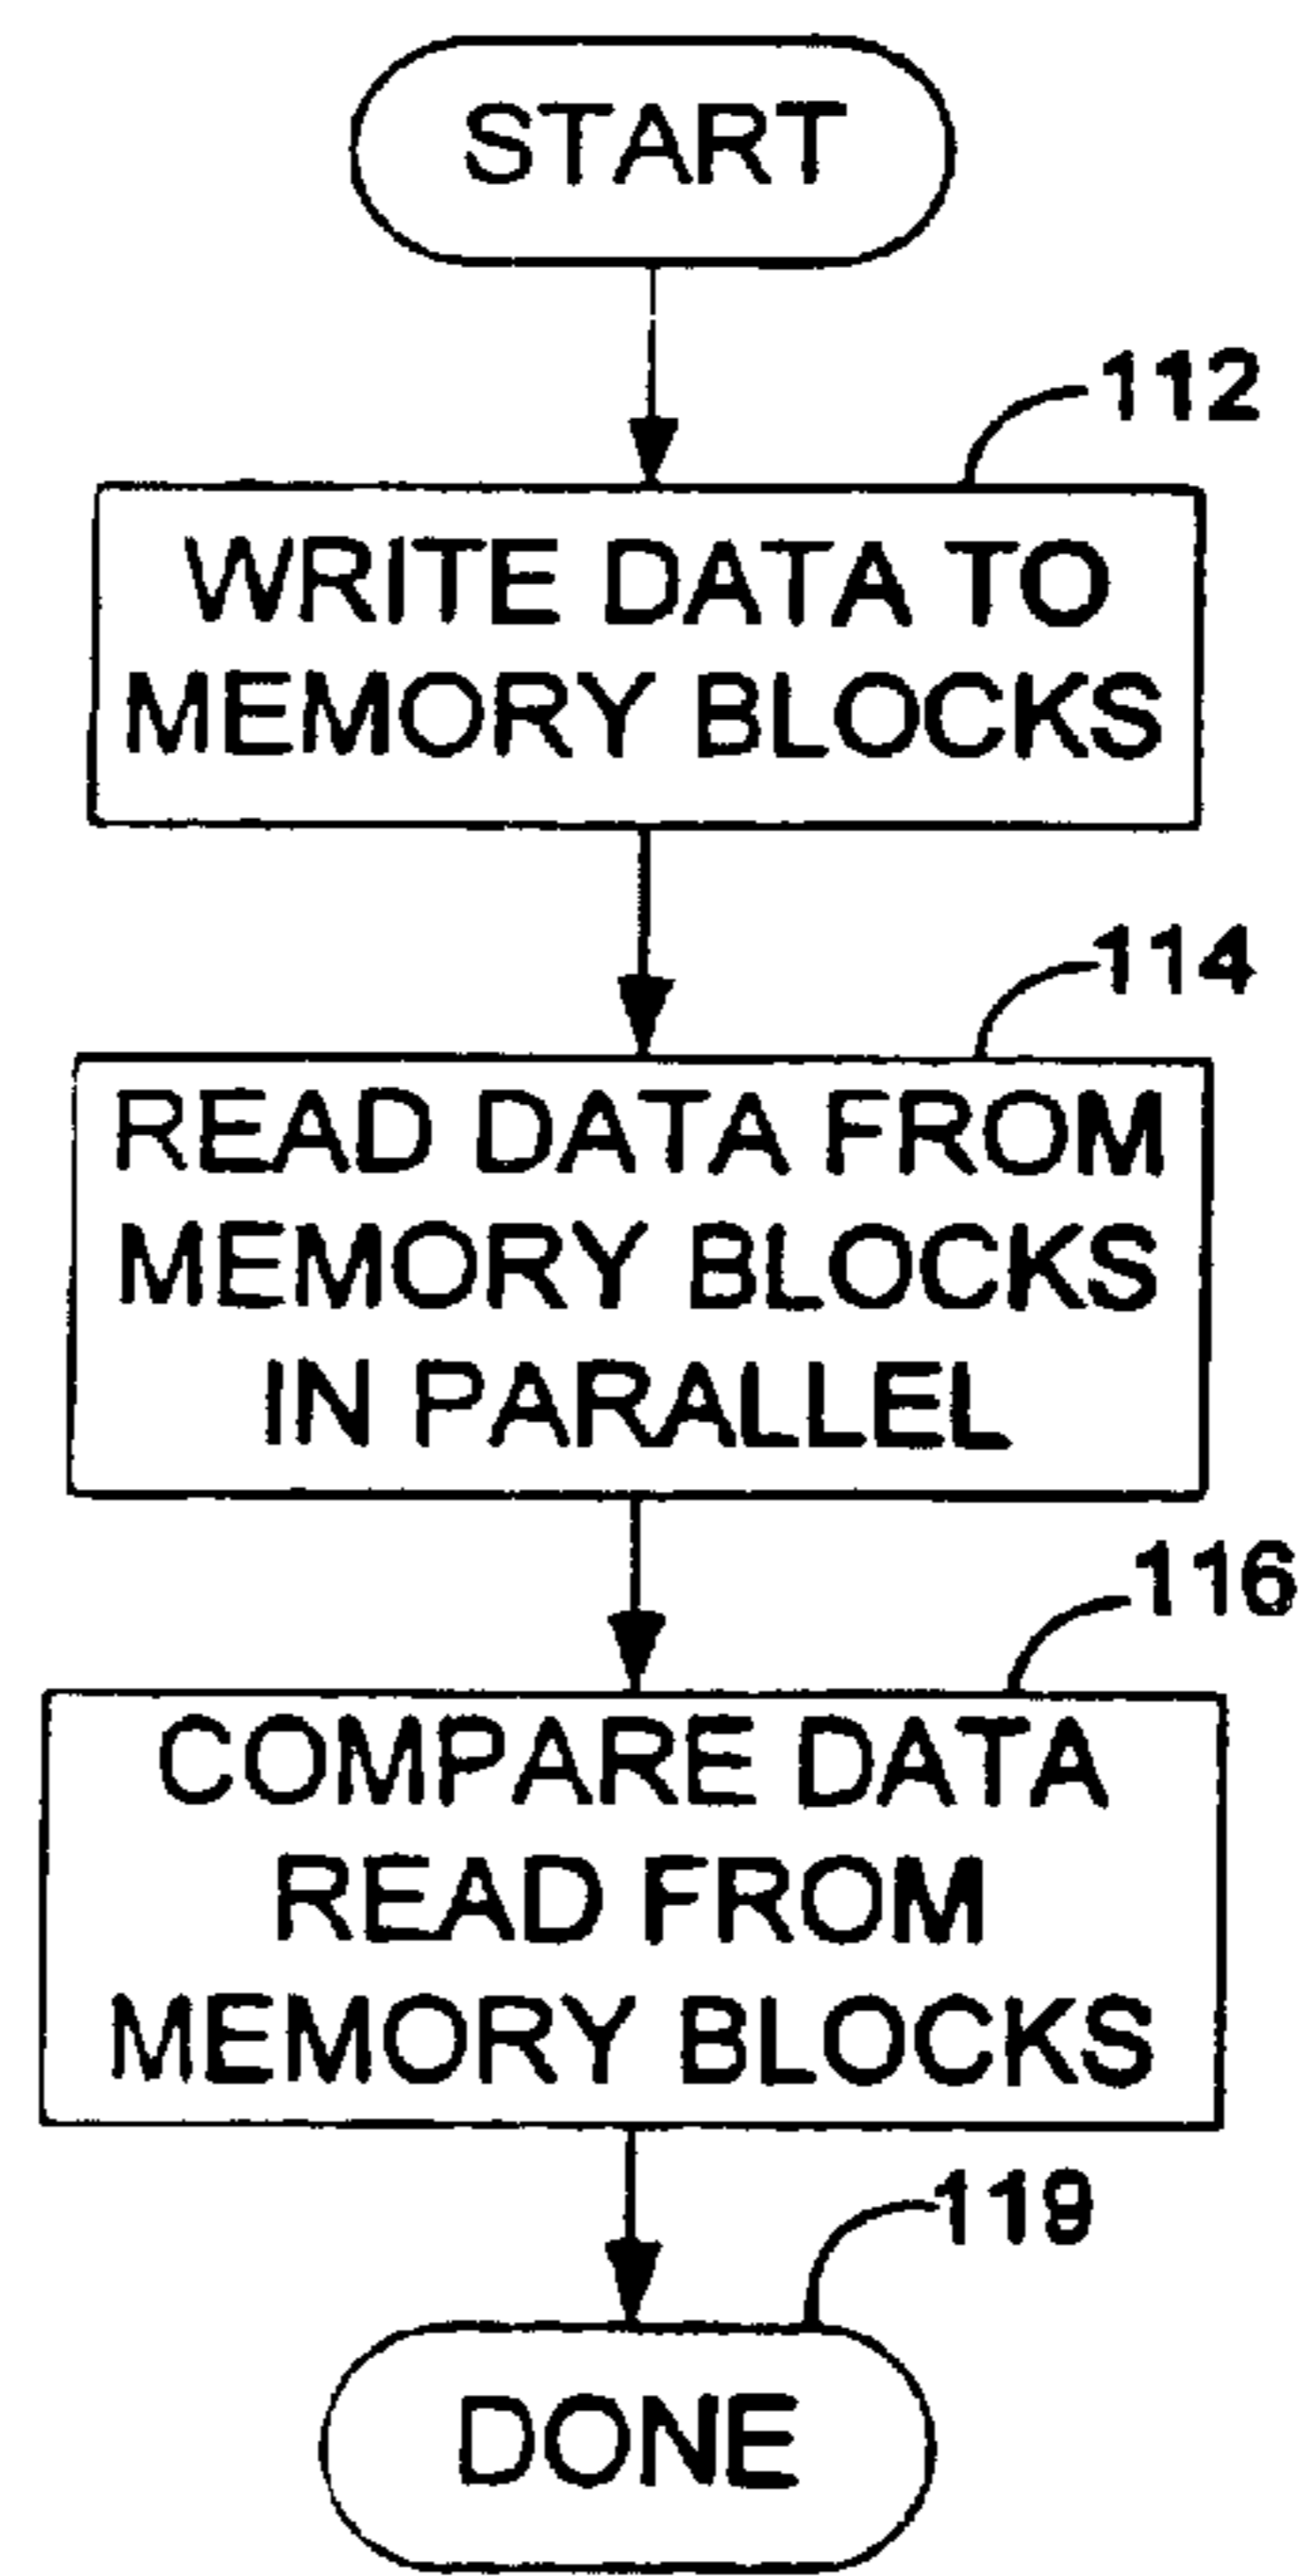 START
112
WRITE DATA TO
MEMORY BLOCKS
114
READ DATA FROM
MEMORY BLOCKS
IN PARALLEL
116
COMPARE DATA
READ FROM
MEMORY BLOCKS
119
DONE